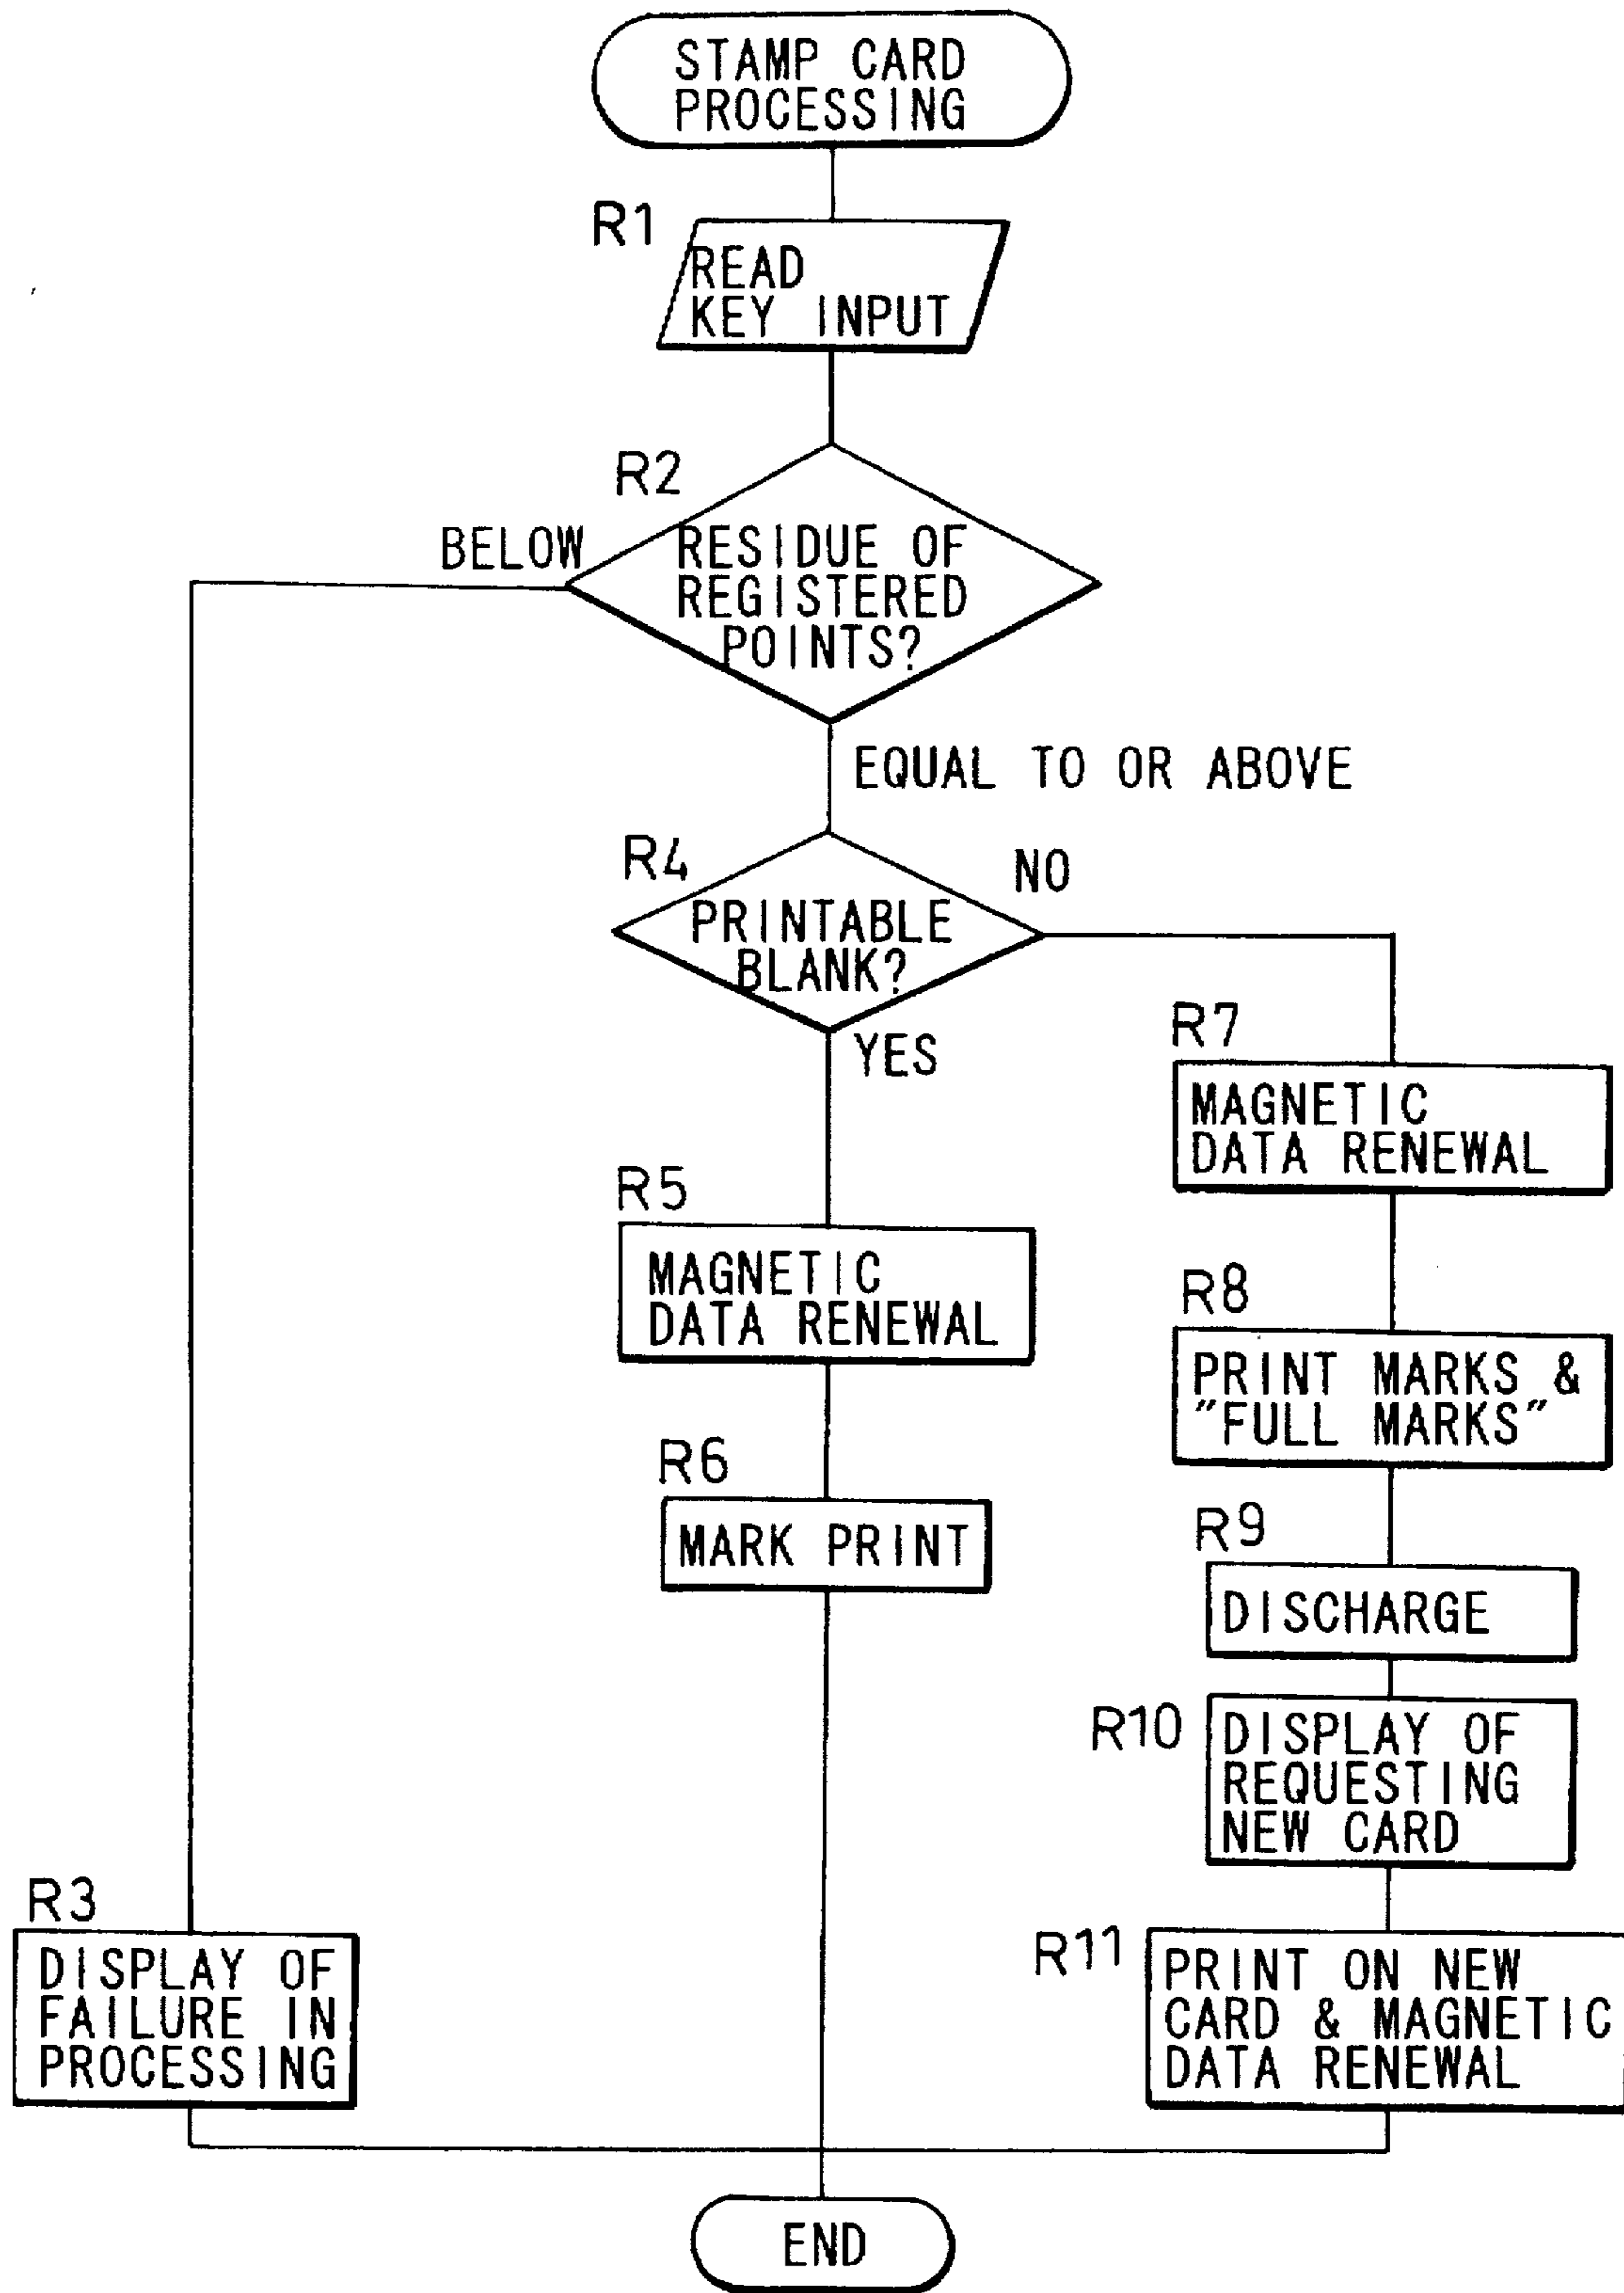 STAMP CARD
PROCESSING
R1
READ
KEY INPUT
R2
BELOW
RESIDUE OF
REGISTERED
POINTS?
EQUAL TO OR ABOVE
R4
NO
PRINTABLE
BLANK?
YES
R7
MAGNETIC
DATA RENEWAL
R5
MAGNETIC
DATA RENEWAL
R8
PRINT MARKS &
"FULL MARKS"
R6
MARK PRINT
R9
DISCHARGE
R10
DISPLAY OF
REQUESTING
NEW CARD
R3
DISPLAY OF
FAILURE IN
PROCESSING
R11
PRINT ON NEW
CARD & MAGNETIC
DATA RENEWAL
END